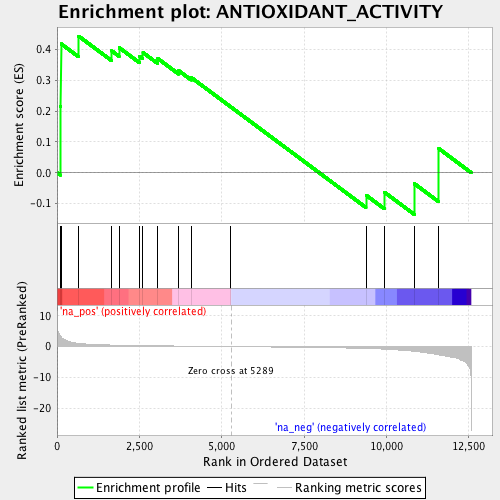 Enrichment plot: ANTIOXIDANT_ACTIVITY
Enrichment score (ES)
0.4
0.3
0.2
0.1
0.0
-0.1
'na_pos' (positively correlated)
Ranked list metric (PreRanked)
10
5
0
-10
-20
Zero cross at 5289
'na_neg' (negatively correlated)
0
2,500
5,000
7,500
10,000
12,500
Rank in Ordered Dataset
Enrichment profile
Hits
Ranking metric scores